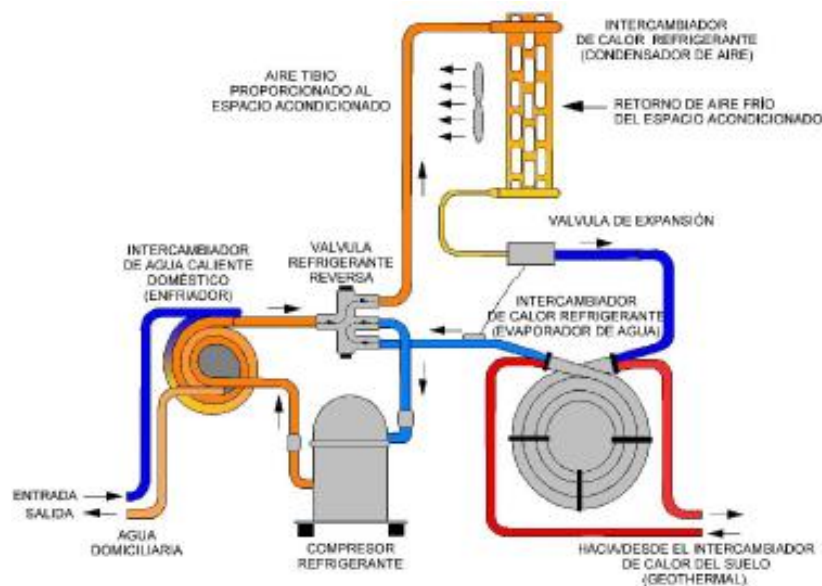 INTERCAMBIADOR
DE CALOR REFRIGERANTE
(CONDENSADOR DE AIRE)
AIRE TIBIO
PROPORCIONADO AL
ESPACIO ACONDICIONADO
RETORNO DE AIRE FRÍO
DEL ESPACIO ACONDICIONADO
VALVULA DE EXPANSIÓN
INTERCAMBIADOR
DE AGUA CALIENTE
DOMÉSTICO
(ENFRIADOR)
VALVULA
REFRIGERANTE
REVERSA
INTERCAMBIADOR
DE CALOR REFRIGERANTE
(EVAPORADOR DE AGUA)
ENTRADA
SALIDA
AGUA
DOMICILIARIA
COMPRESOR
REFRIGERANTE
HACIA/DESDE EL INTERCAMBIADOR
DE CALOR DEL SUELO
(GEOTHERMAL)